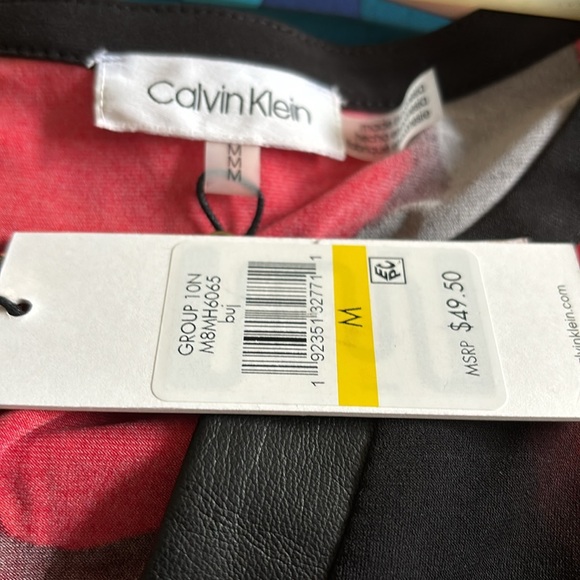 Calvin Klein
M
M
M
GROUP 10N
M8MH6065
buj
1 92351 32771 1
M
MSRP $49.50